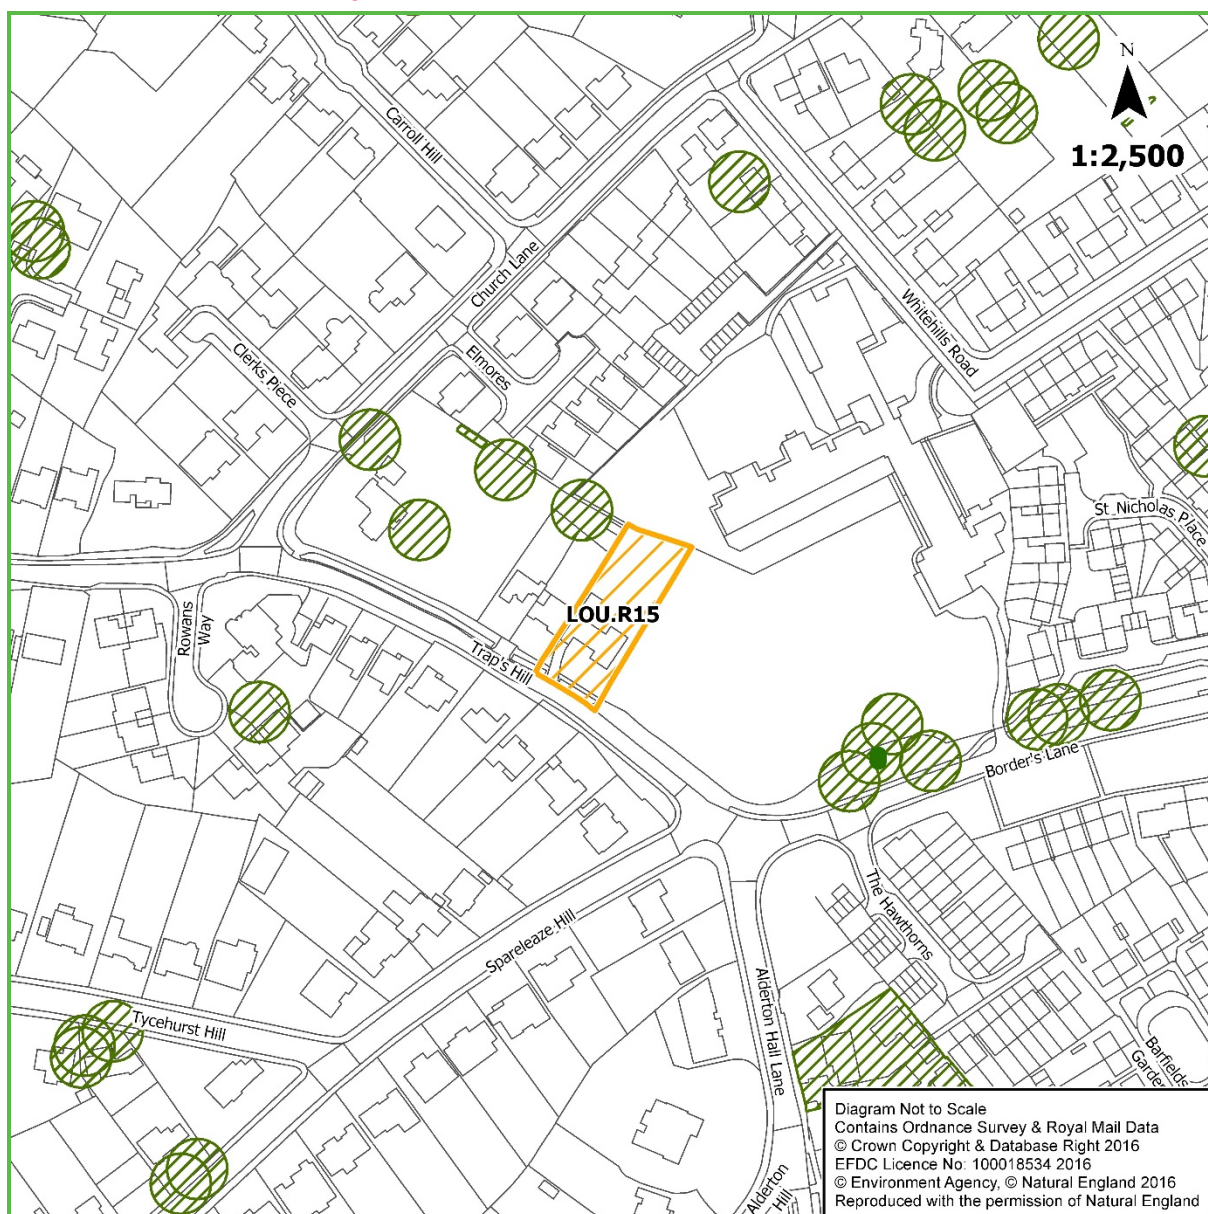 N
1:2,500
Carroll Hill
Church Lane
Elmores
Clerks Piece
Whitehills Road
St Nicholas Place
LOU.R15
Rowans
Way
Trap's Hill
Border's Lane
The Hawthorns
Spareleaze Hill
Alderton Hall Lane
Tycehurst Hill
Barfields
Garde
Alderton
Hill
Diagram Not to Scale
Contains Ordnance Survey & Royal Mail Data
© Crown Copyright & Database Right 2016
EFDC Licence No: 100018534 2016
© Environment Agency, © Natural England 2016
Reproduced with the permission of Natural England